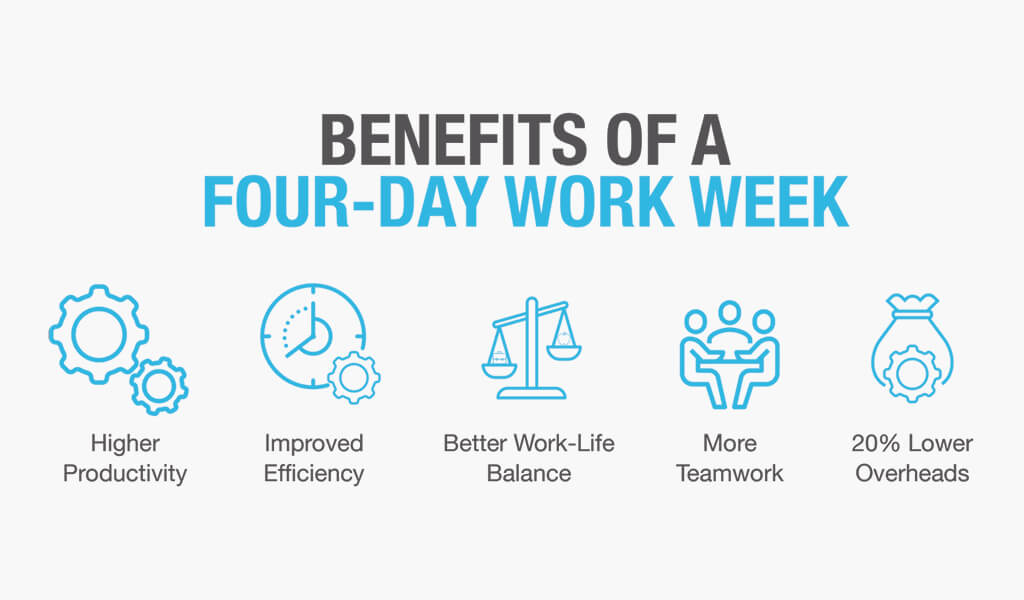 BENEFITS OF A
FOUR-DAY WORK WEEK
Higher
Productivity
Improved
Efficiency
Better Work-Life
Balance
More
Teamwork
20% Lower
Overheads